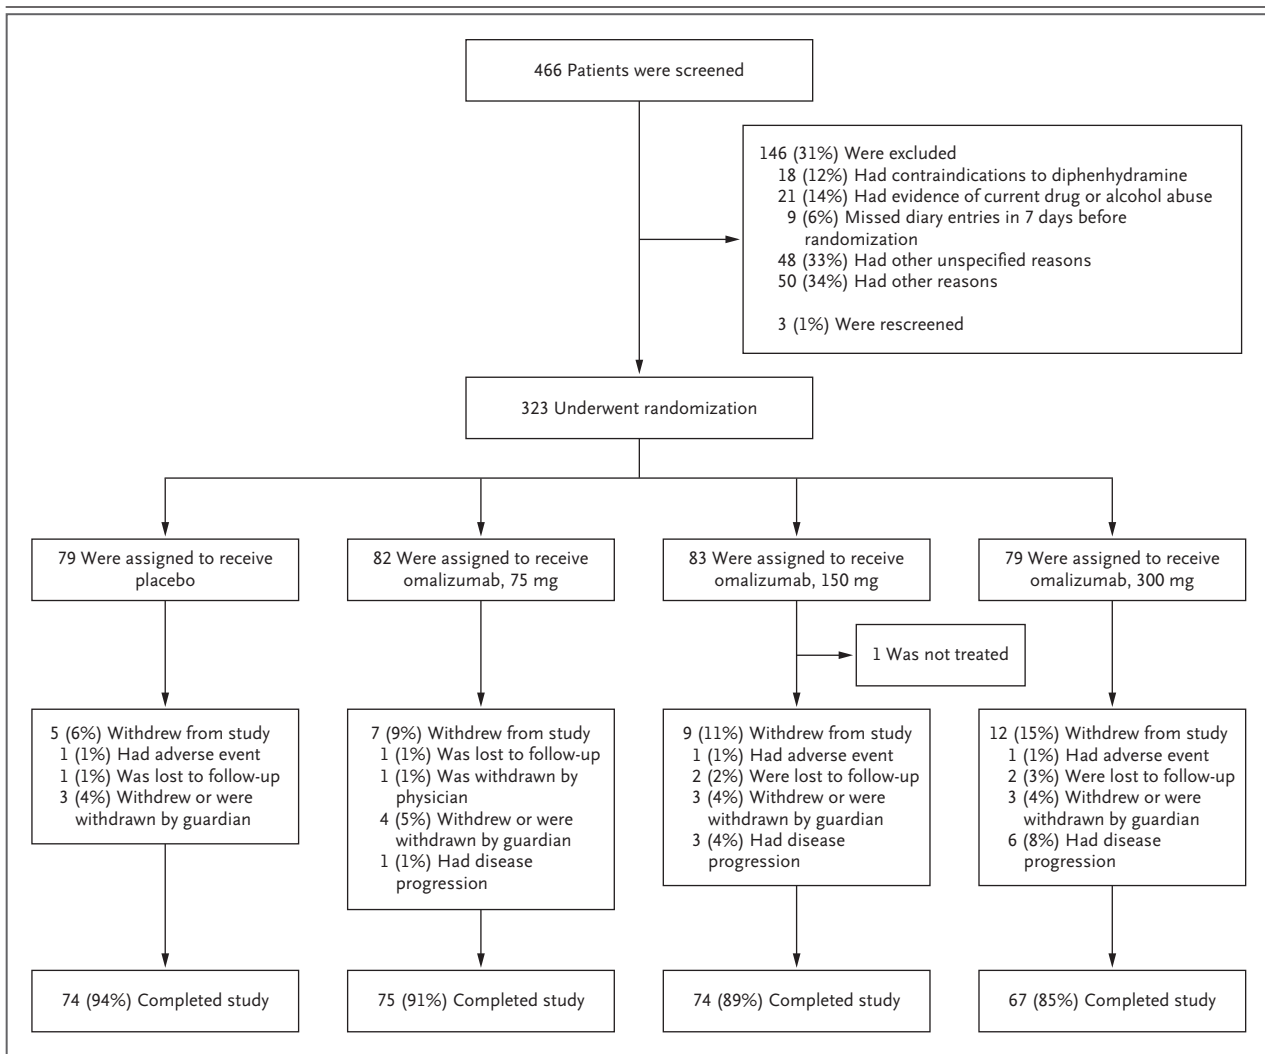 466 Patients were screened
146 (31%) Were excluded
18 (12%) Had contraindications to diphenhydramine
21 (14%) Had evidence of current drug or alcohol abuse
9 (6%) Missed diary entries in 7 days before
randomization
48 (33%) Had other unspecified reasons
50 (34%) Had other reasons
3 (1%) Were rescreened
323 Underwent randomization
79 Were assigned to receive
placebo
82 Were assigned to receive
omalizumab, 75 mg
83 Were assigned to receive
omalizumab, 150 mg
79 Were assigned to receive
omalizumab, 300 mg
1 Was not treated
5 (6%) Withdrew from study
1 (1%) Had adverse event
1 (1%) Was lost to follow-up
3 (4%) Withdrew or were
withdrawn by guardian
7 (9%) Withdrew from study
1 (1%) Was lost to follow-up
1 (1%) Was withdrawn by
physician
4 (5%) Withdrew or were
withdrawn by guardian
1 (1%) Had disease
progression
9 (11%) Withdrew from study
1 (1%) Had adverse event
2 (2%) Were lost to follow-up
3 (4%) Withdrew or were
withdrawn by guardian
3 (4%) Had disease
progression
12 (15%) Withdrew from study
1 (1%) Had adverse event
2 (3%) Were lost to follow-up
3 (4%) Withdrew or were
withdrawn by guardian
6 (8%) Had disease
progression
74 (94%) Completed study
75 (91%) Completed study
74 (89%) Completed study
67 (85%) Completed study